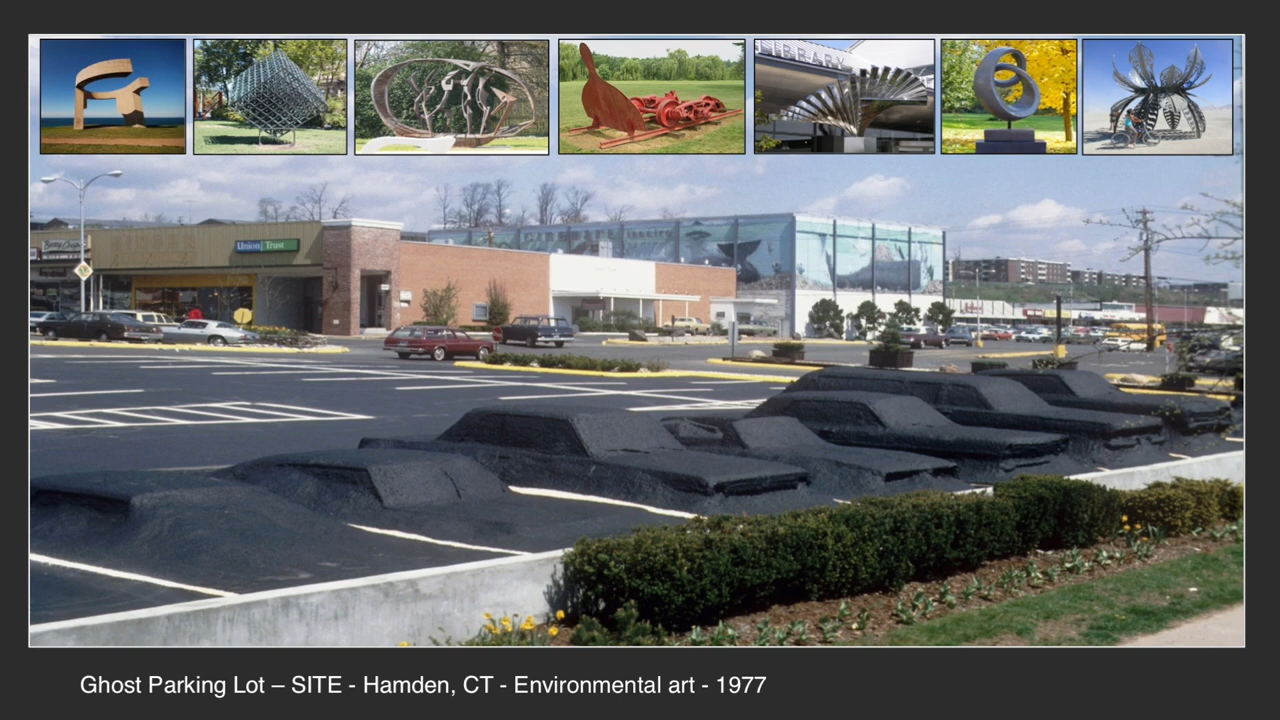 LIBRARY
Union Trust
Ghost Parking Lot – SITE - Hamden, CT - Environmental art - 1977